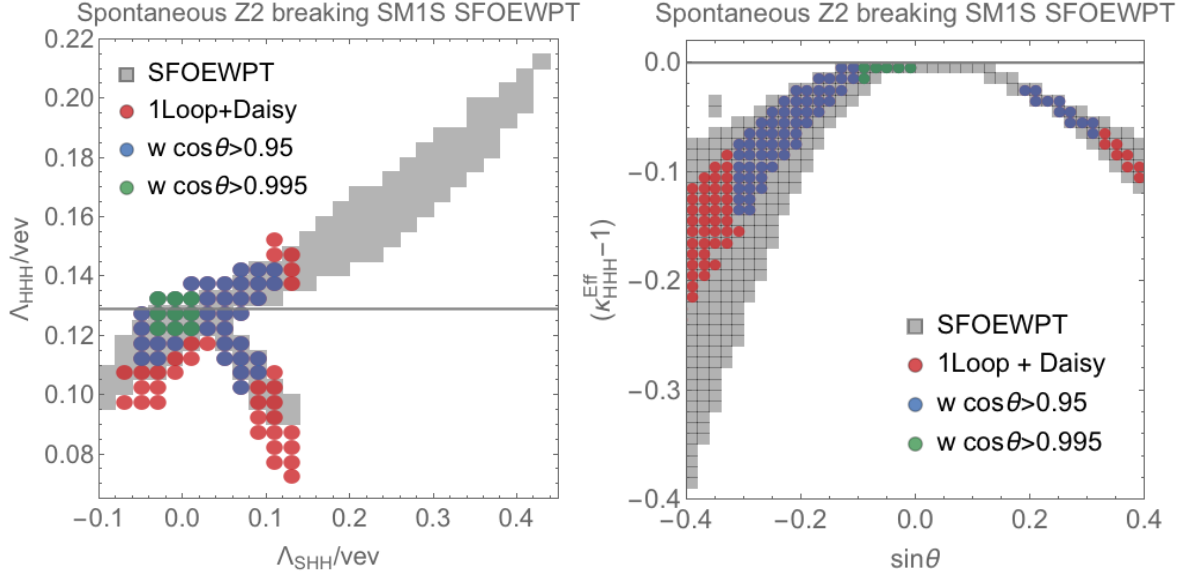 Spontaneous Z2 breaking SM1S SFOEWPT
0.22
0.20
0.18
0.16
0.14
0.12
0.10
0.08
Λ_HHH/vev
SFOEWPT
1Loop+Daisy
w cosθ>0.95
w cosθ>0.995
-0.1 0.0 0.1 0.2 0.3 0.4
Λ_SHH/vev
Spontaneous Z2 breaking SM1S SFOEWPT
0.0
-0.1
-0.2
-0.3
-0.4
(κ_HHH^Eff-1)
SFOEWPT
1Loop + Daisy
w cosθ>0.95
w cosθ>0.995
-0.4 -0.2 0.0 0.2 0.4
sinθ